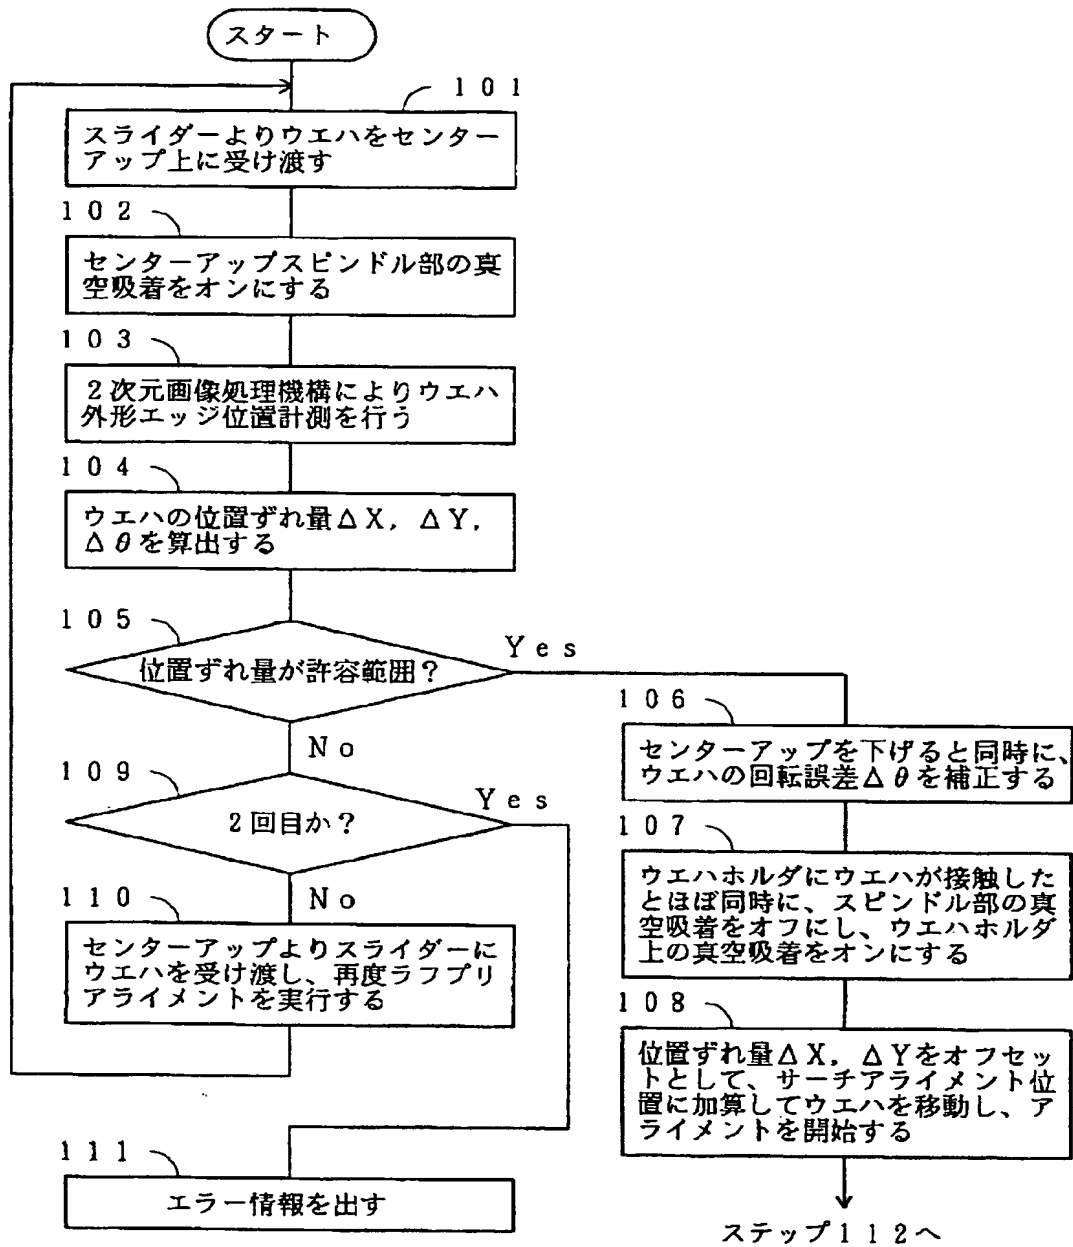 スタート
101
スライダーよりウエハをセンター
アップ上に受け渡す
102
センターアップスピンドル部の真
空吸着をオンにする
103
2次元画像処理機構によりウエハ
外形エッジ位置計測を行う
104
ウエハの位置ずれ量ΔX，ΔY，
Δθを算出する
105
位置ずれ量が許容範囲？
Yes
No
106
センターアップを下げると同時に、
ウエハの回転誤差Δθを補正する
107
ウエハホルダにウエハが接触した
とほぼ同時に、スピンドル部の真
空吸着をオフにし、ウエハホルダ
上の真空吸着をオンにする
108
位置ずれ量ΔX，ΔYをオフセッ
トとして、サーチアライメント位
置に加算してウエハを移動し、ア
ライメントを開始する
ステップ112へ
109
2回目か？
Yes
No
110
センターアップよりスライダーに
ウエハを受け渡し、再度ラフプリ
アライメントを実行する
111
エラー情報を出す